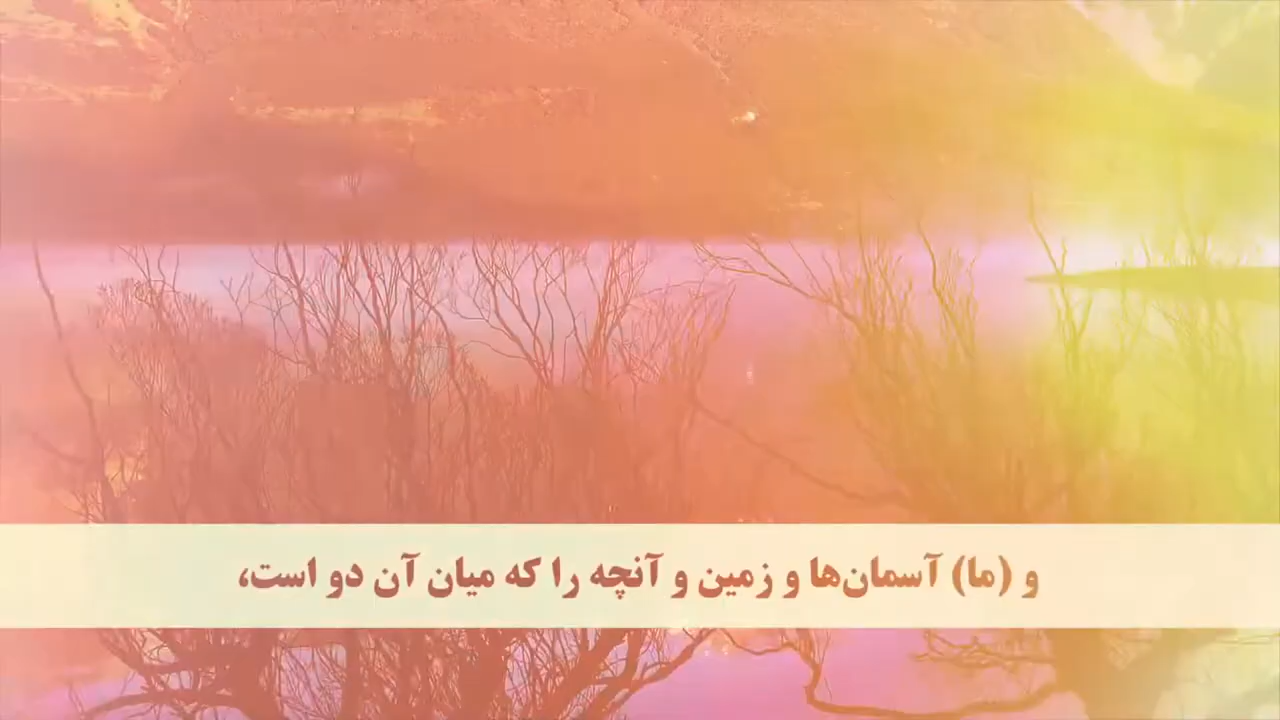 و (ما) آسمان‌ها و زمین و آنچه را که میان آن دو است،